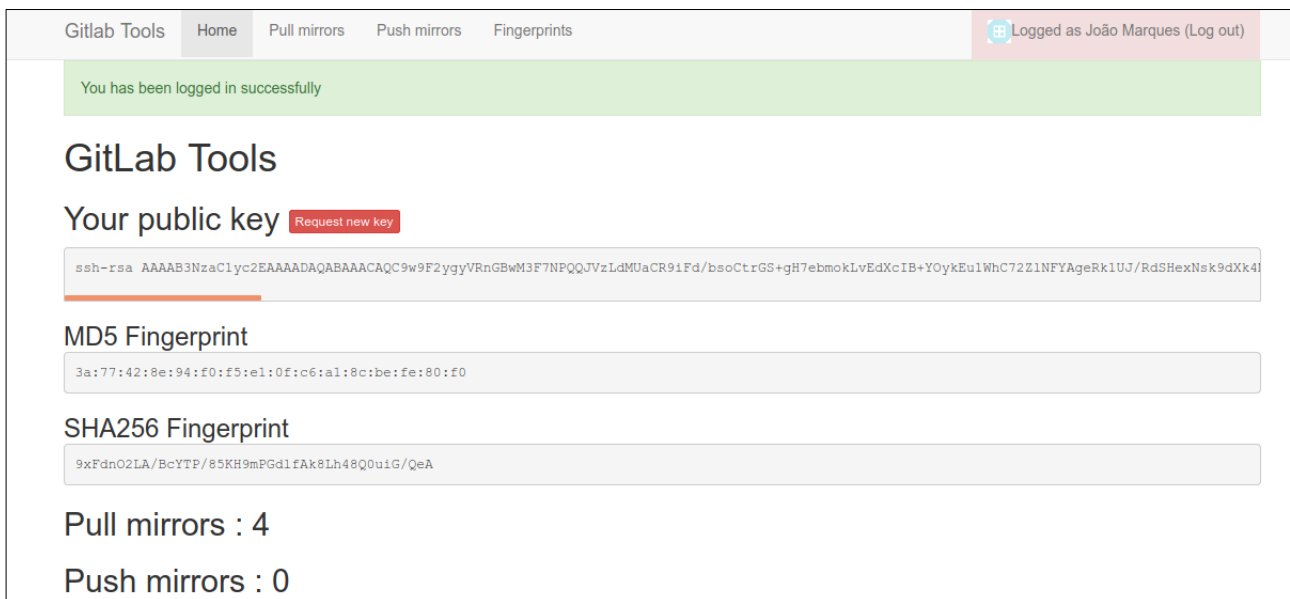 Gitlab Tools Home Pull mirrors Push mirrors Fingerprints Logged as João Marques (Log out)
You has been logged in successfully
GitLab Tools
Your public key Request new key
ssh-rsa AAAAB3NzaC1yc2EAAAADAQABAAACAQC9w9F2ygyVRnGBwM3F7NPQQJVzLdMUaCR9iFd/bsoCtrGS+gH7ebmokLvEdXcIB+YOykEu1WhC72Z1NFYAgeRk1UJ/RdSHexNsk9dXk4
MD5 Fingerprint
3a:77:42:8e:94:f0:f5:e1:0f:c6:a1:8c:be:fe:80:f0
SHA256 Fingerprint
9xFdnO2LA/BcYTP/85KH9mPGd1fAk8Lh48Q0uiG/QeA
Pull mirrors : 4
Push mirrors : 0